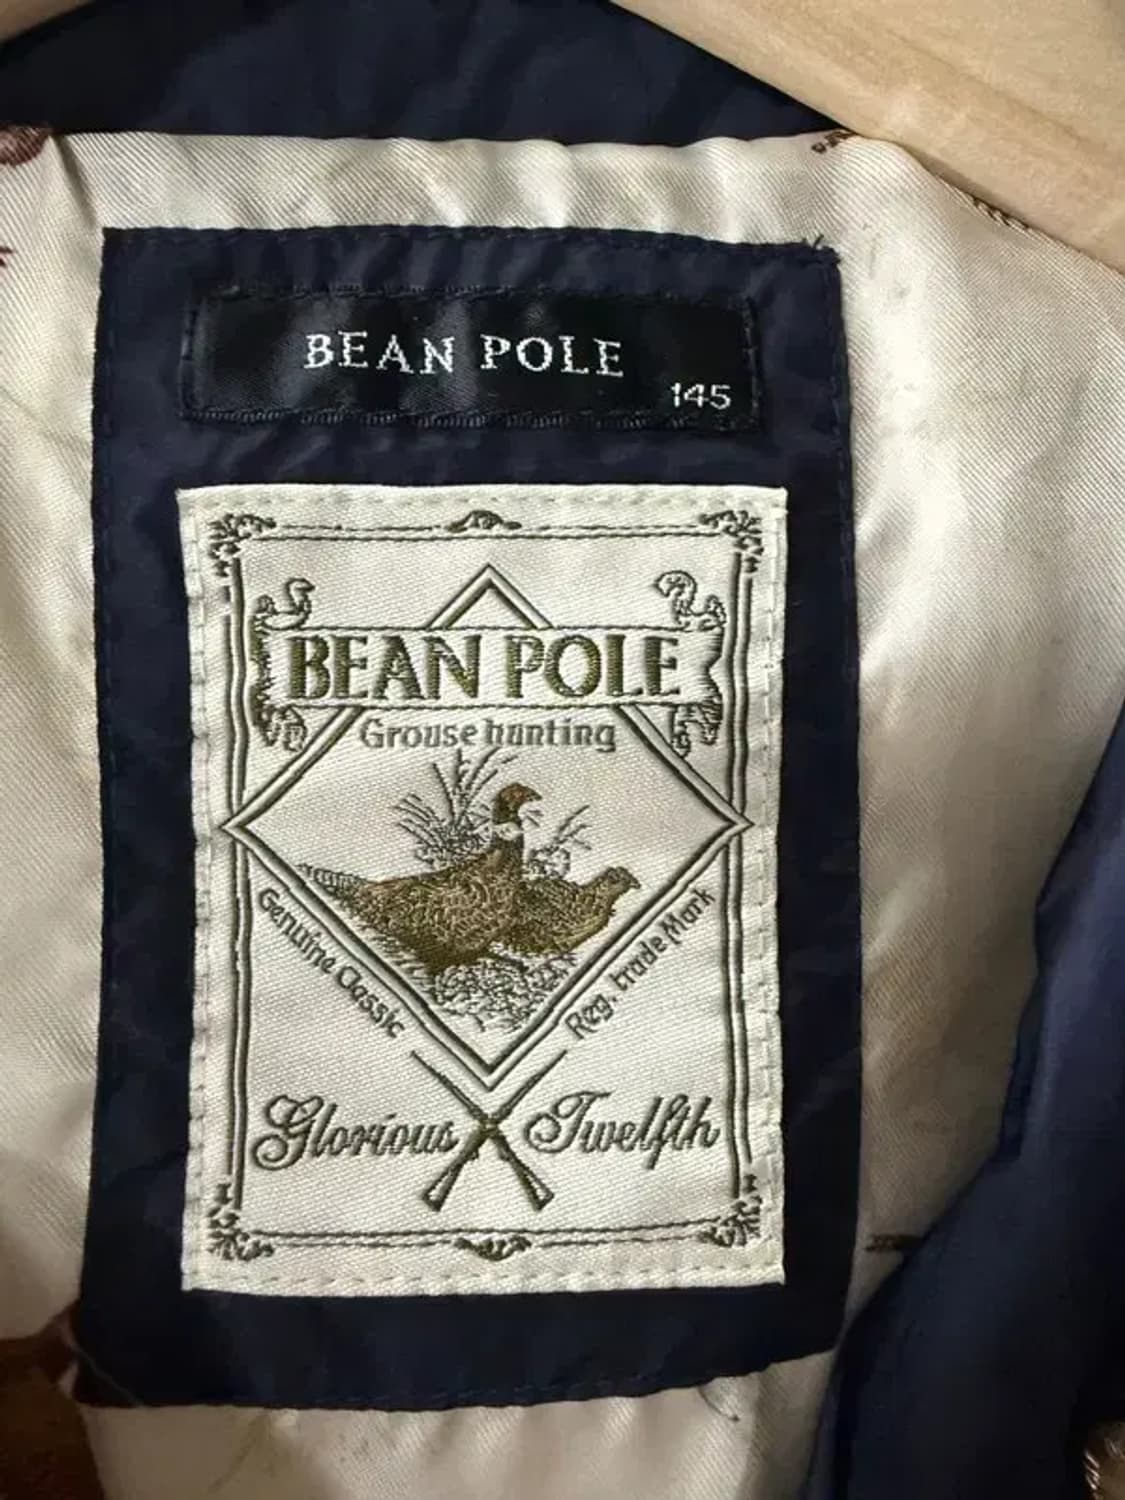 BEAN POLE
145
BEAN POLE
Grouse hunting
Genuine Classic
Reg. trade Mark
Glorious Twelfth